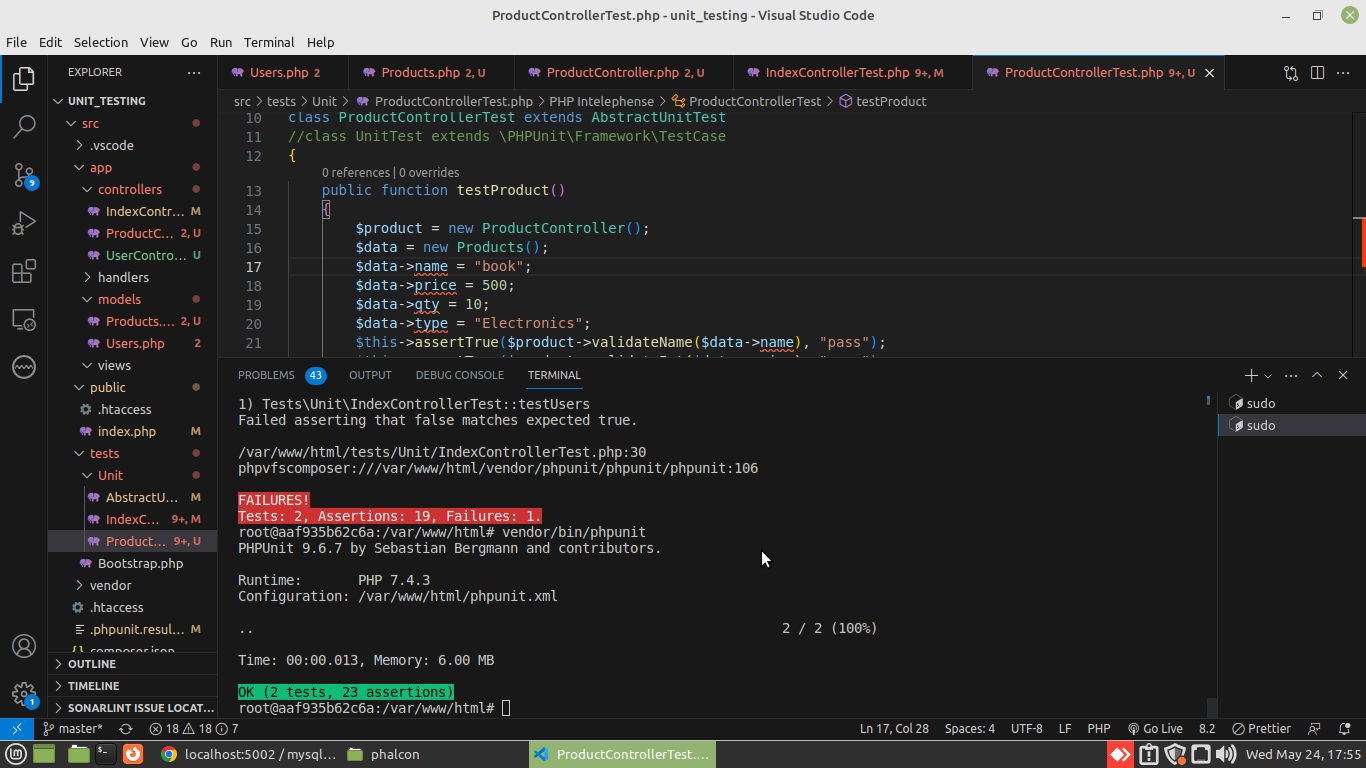 ProductControllerTest.php - unit_testing - Visual Studio Code
File Edit Selection View Go Run Terminal Help
EXPLORER
Users.php 2
Products.php 2, U
ProductController.php 2, U
IndexControllerTest.php 9+, M
ProductControllerTest.php 9+, U
src > tests > Unit > ProductControllerTest.php > PHP Intelephense > ProductControllerTest > testProduct
UNIT_TESTING
src
.vscode
app
controllers
IndexContr... M
ProductC... 2, U
UserContro... U
handlers
models
Products.... 2, U
Users.php 2
views
public
.htaccess
index.php M
tests
Unit
AbstractU... M
IndexC... 9+, M
Product... 9+, U
Bootstrap.php
vendor
.htaccess
.phpunit.resul... M
composer.json
OUTLINE
TIMELINE
SONARLINT ISSUE LOCAT...
9
1
10 class ProductControllerTest extends AbstractUnitTest
11 //class UnitTest extends \PHPUnit\Framework\TestCase
12 {
0 references | 0 overrides
13 public function testProduct()
14 {
15 $product = new ProductController();
16 $data = new Products();
17 $data->name = "book";
18 $data->price = 500;
19 $data->qty = 10;
20 $data->type = "Electronics";
21 $this->assertTrue($product->validateName($data->name), "pass");
PROBLEMS 43 OUTPUT DEBUG CONSOLE TERMINAL
1) Tests\Unit\IndexControllerTest::testUsers
Failed asserting that false matches expected true.
/var/www/html/tests/Unit/IndexControllerTest.php:30
phpvfscomposer:///var/www/html/vendor/phpunit/phpunit/phpunit:106
FAILURES!
Tests: 2, Assertions: 19, Failures: 1.
root@aaf935b62c6a:/var/www/html# vendor/bin/phpunit
PHPUnit 9.6.7 by Sebastian Bergmann and contributors.
Runtime: PHP 7.4.3
Configuration: /var/www/html/phpunit.xml
.. 2 / 2 (100%)
Time: 00:00.013, Memory: 6.00 MB
OK (2 tests, 23 assertions)
root@aaf935b62c6a:/var/www/html#
sudo
sudo
master* 18 18 7 Ln 17, Col 28 Spaces: 4 UTF-8 LF PHP Go Live 8.2 Prettier
localhost:5002 / mysql... phalcon ProductControllerTest.... Wed May 24, 17:55